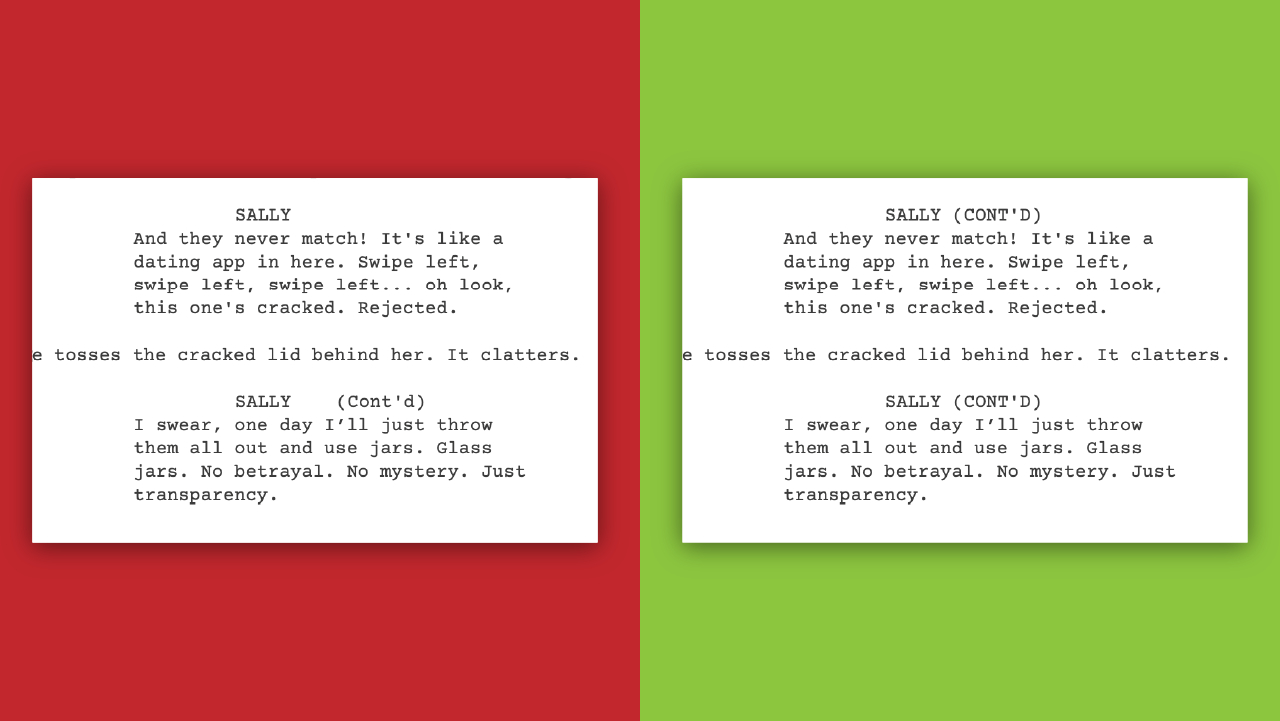 SALLY
And they never match! It's like a
dating app in here. Swipe left,
swipe left, swipe left... oh look,
this one's cracked. Rejected.
e tosses the cracked lid behind her. It clatters.
SALLY    (Cont'd)
I swear, one day I’ll just throw
them all out and use jars. Glass
jars. No betrayal. No mystery. Just
transparency.
SALLY (CONT'D)
And they never match! It's like a
dating app in here. Swipe left,
swipe left, swipe left... oh look,
this one's cracked. Rejected.
e tosses the cracked lid behind her. It clatters.
SALLY (CONT'D)
I swear, one day I’ll just throw
them all out and use jars. Glass
jars. No betrayal. No mystery. Just
transparency.